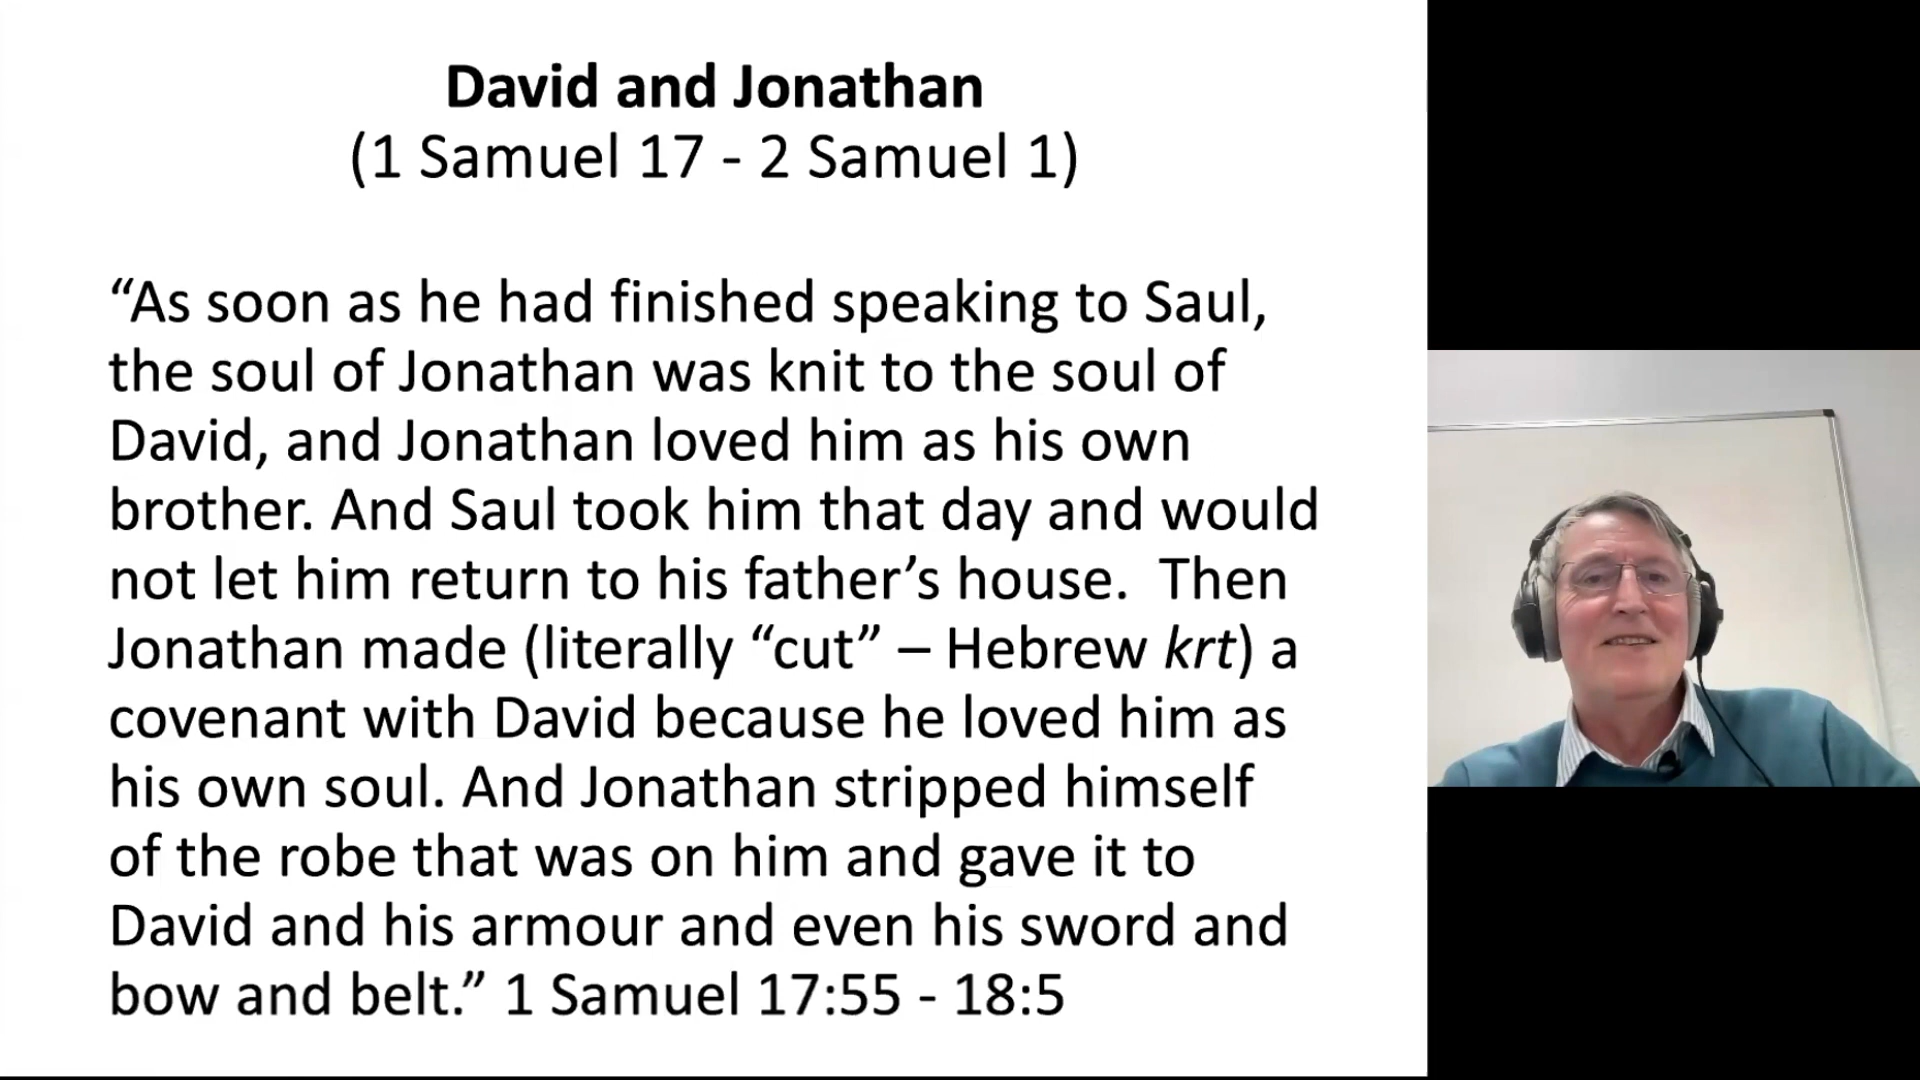 David and Jonathan
(1 Samuel 17 - 2 Samuel 1)
“As soon as he had finished speaking to Saul,
the soul of Jonathan was knit to the soul of
David, and Jonathan loved him as his own
brother. And Saul took him that day and would
not let him return to his father’s house.  Then
Jonathan made (literally “cut” – Hebrew krt) a
covenant with David because he loved him as
his own soul. And Jonathan stripped himself
of the robe that was on him and gave it to
David and his armour and even his sword and
bow and belt.” 1 Samuel 17:55 - 18:5